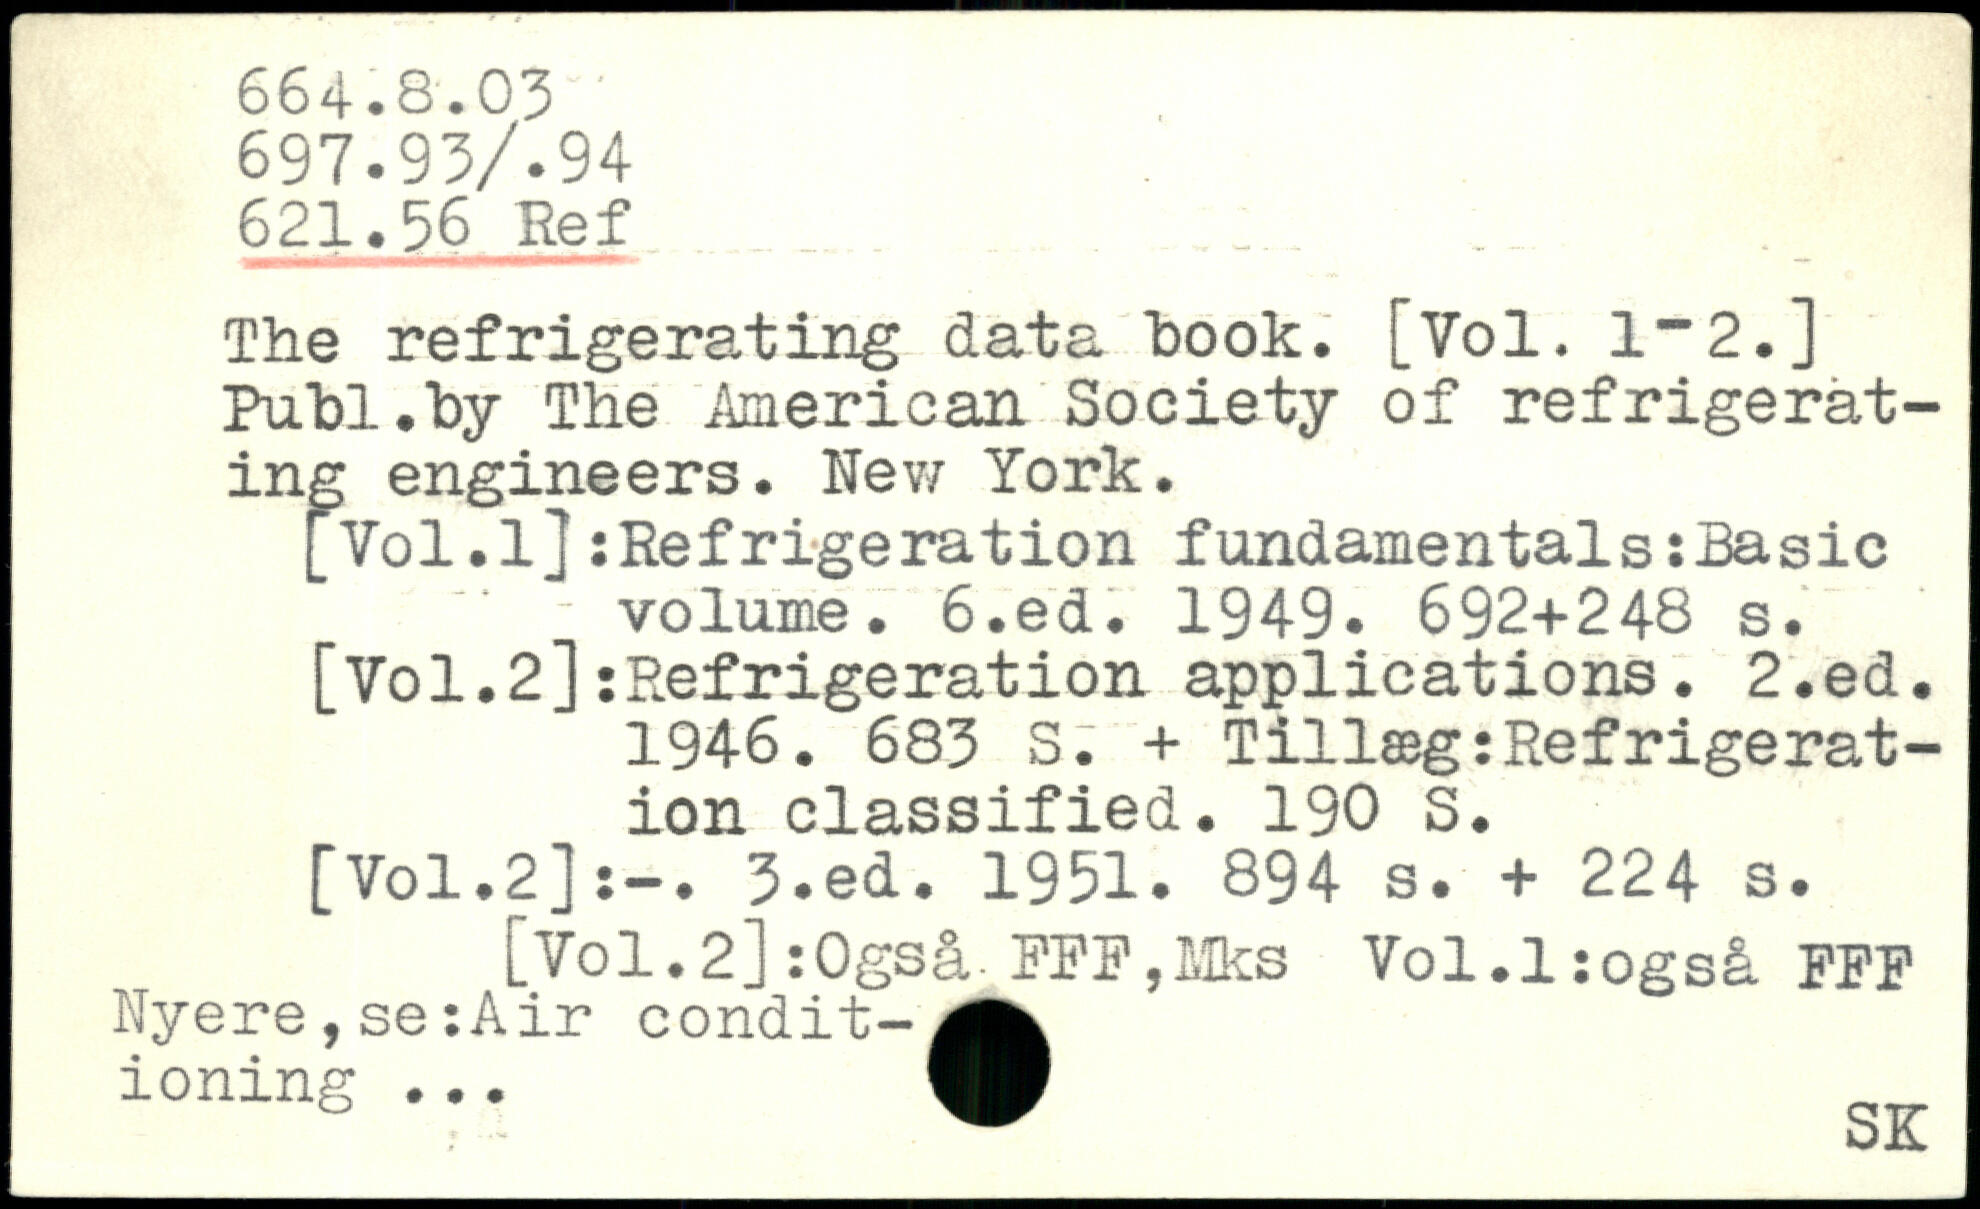 664.8.03
697.93/.94
621.56 Ref
The refrigerating data book. [Vol. 1-2.]
Publ.by The American Society of refrigerat-
ing engineers. New York.
[Vol.1]:Refrigeration fundamentals:Basic
volume. 6.ed. 1949. 692+248 s.
[Vol.2]:Refrigeration applications. 2.ed.
1946. 683 S. + Tillæg:Refrigerat-
ion classified. 190 S.
[Vol.2]:-. 3.ed. 1951. 894 s. + 224 s.
[Vol.2]:Også FFF,Mks Vol.1:også FFF
Nyere,se:Air condit-
ioning ...
SK